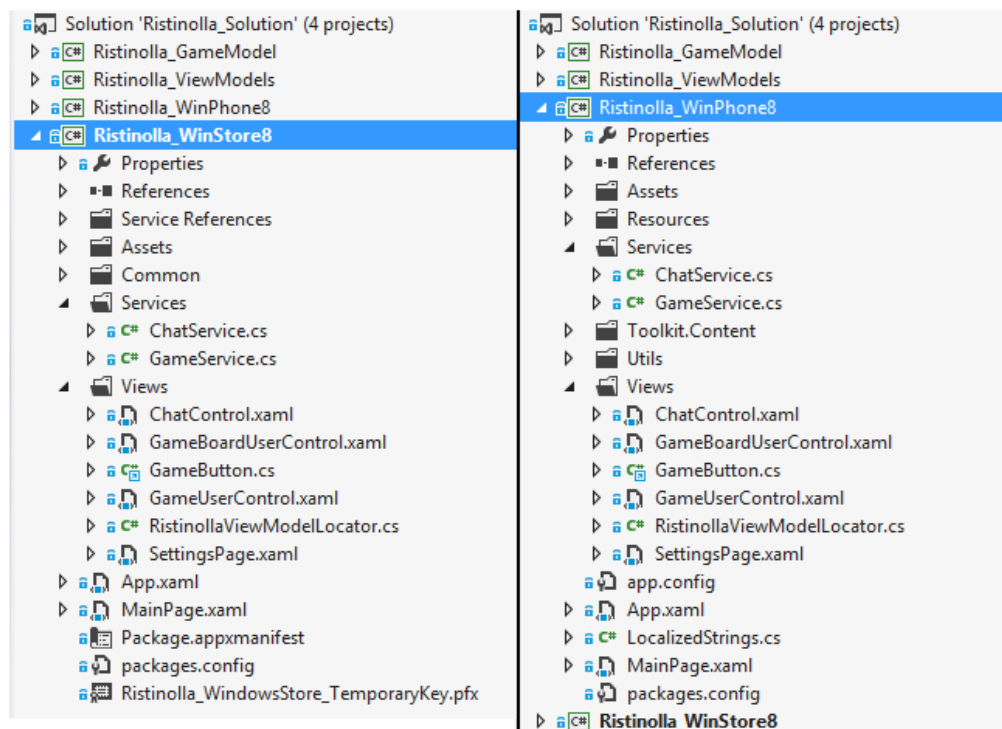 Solution 'Ristinolla_Solution' (4 projects)
C# Ristinolla_GameModel
C# Ristinolla_ViewModels
C# Ristinolla_WinPhone8
C# Ristinolla_WinStore8
Properties
References
Service References
Assets
Common
Services
C# ChatService.cs
C# GameService.cs
Views
ChatControl.xaml
GameBoardUserControl.xaml
GameButton.cs
GameUserControl.xaml
C# RistinollaViewModelLocator.cs
SettingsPage.xaml
App.xaml
MainPage.xaml
Package.appxmanifest
packages.config
Ristinolla_WindowsStore_TemporaryKey.pfx
Solution 'Ristinolla_Solution' (4 projects)
C# Ristinolla_GameModel
C# Ristinolla_ViewModels
C# Ristinolla_WinPhone8
Properties
References
Assets
Resources
Services
C# ChatService.cs
C# GameService.cs
Toolkit.Content
Utils
Views
ChatControl.xaml
GameBoardUserControl.xaml
GameButton.cs
GameUserControl.xaml
C# RistinollaViewModelLocator.cs
SettingsPage.xaml
app.config
App.xaml
C# LocalizedStrings.cs
MainPage.xaml
packages.config
C# Ristinolla_WinStore8